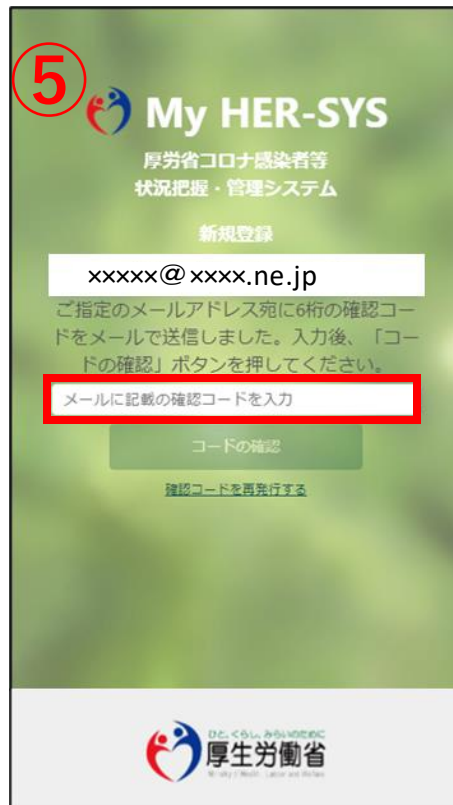 ⑤
My HER-SYS
厚労省コロナ感染者等
状況把握・管理システム
新規登録
×××××@××××.ne.jp
ご指定のメールアドレス宛に6桁の確認コー
ドをメールで送信しました。入力後、「コー
ドの確認」ボタンを押してください。
メールに記載の確認コードを入力
コードの確認
確認コードを再発行する
ひと、くらし、みらいのために
厚生労働省
Ministry of Health, Labour and Welfare